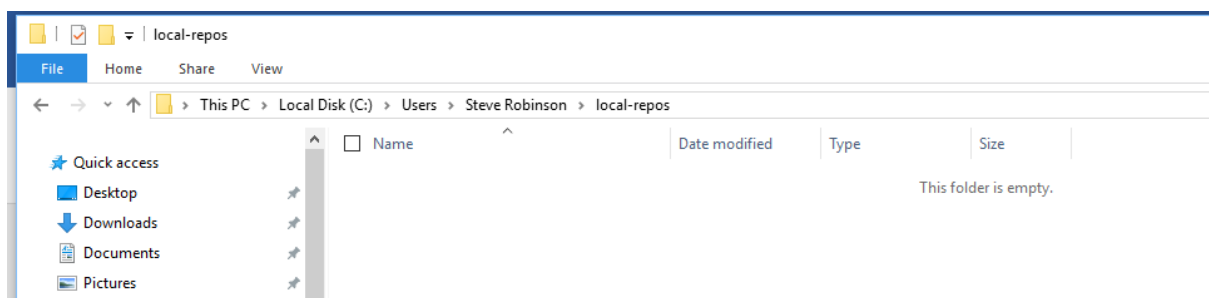 local-repos
File Home Share View
This PC > Local Disk (C:) > Users > Steve Robinson > local-repos
Name Date modified Type Size
Quick access
This folder is empty.
Desktop
Downloads
Documents
Pictures